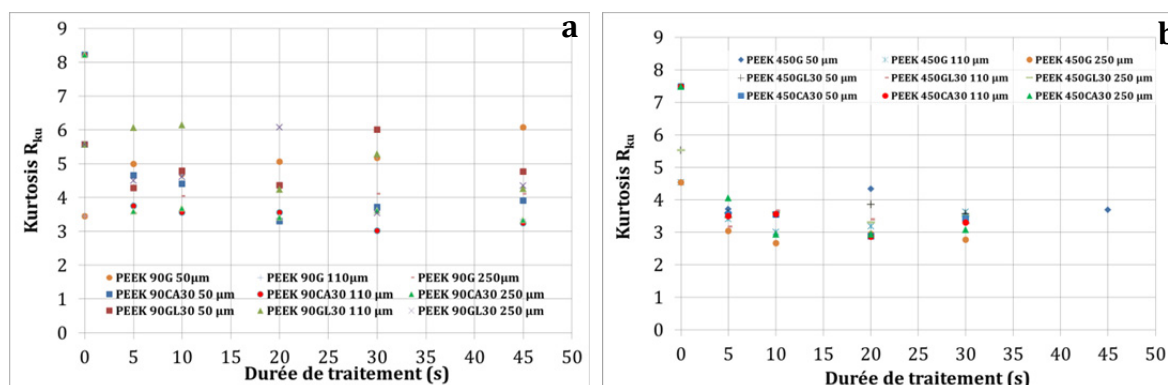 a
Kurtosis Rku
9
8
7
6
5
4
3
2
1
0
PEEK 90G 50µm PEEK 90G 110µm PEEK 90G 250µm
PEEK 90CA30 50 µm PEEK 90CA30 110 µm PEEK 90CA30 250 µm
PEEK 90GL30 50 µm PEEK 90GL30 110 µm PEEK 90GL30 250 µm
0 5 10 15 20 25 30 35 40 45 50
Durée de traitement (s)
b
Kurtosis Rku
9
8
7
6
5
4
3
2
1
0
PEEK 450G 50 µm PEEK 450G 110 µm PEEK 450G 250 µm
PEEK 450GL30 50 µm PEEK 450GL30 110 µm PEEK 450GL30 250 µm
PEEK 450CA30 50 µm PEEK 450CA30 110 µm PEEK 450CA30 250 µm
0 5 10 15 20 25 30 35 40 45 50
Durée de traitement (s)